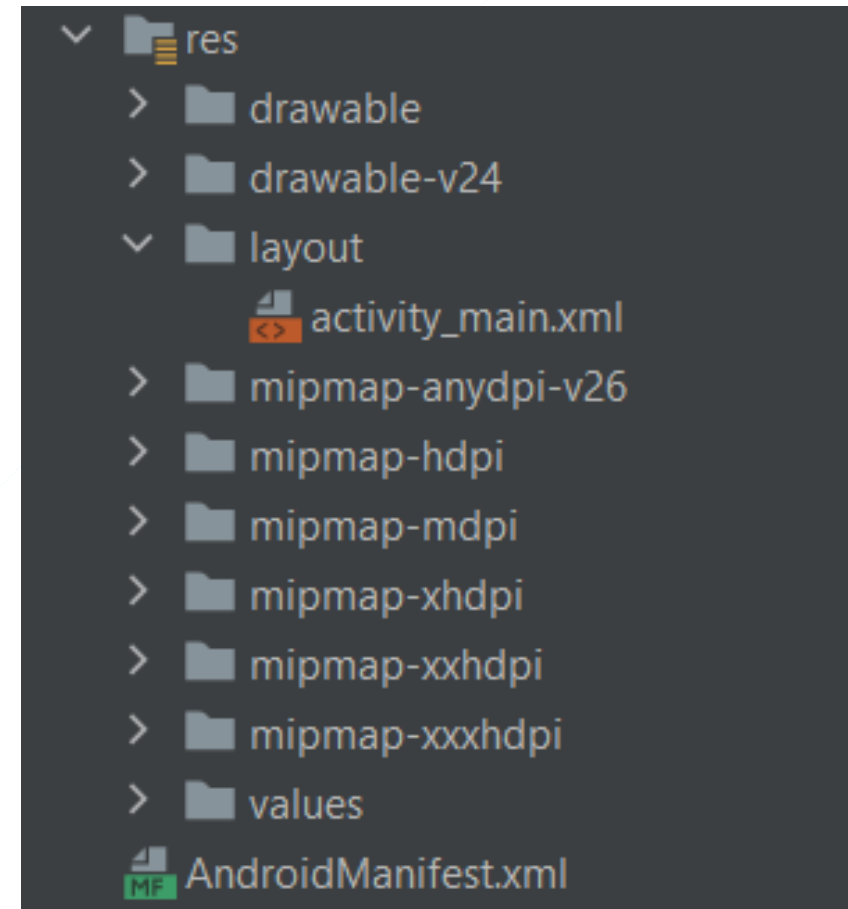 res
drawable
drawable-v24
layout
<> activity_main.xml
mipmap-anydpi-v26
mipmap-hdpi
mipmap-mdpi
mipmap-xhdpi
mipmap-xxhdpi
mipmap-xxxhdpi
values
MF AndroidManifest.xml